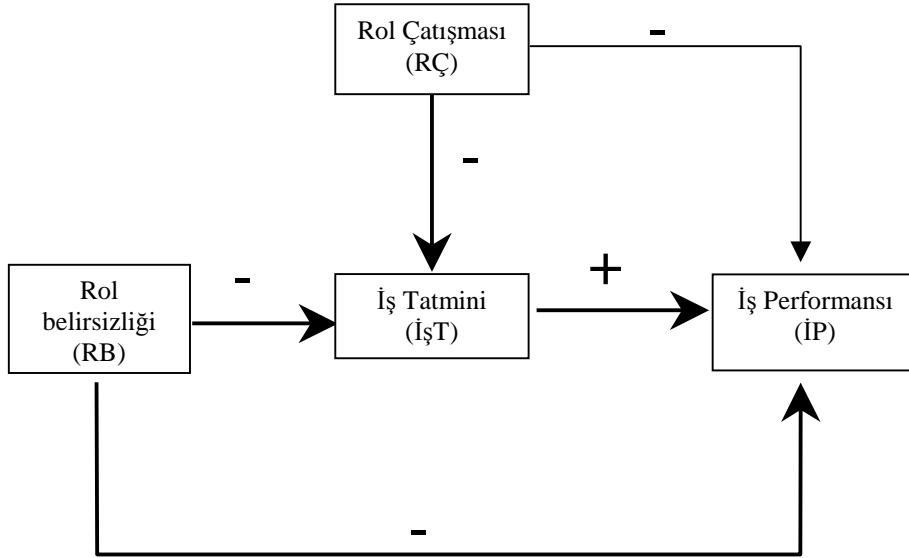 Rol Çatışması
(RÇ)
-
-
Rol
belirsizliği
(RB)
-
İş Tatmini
(İşT)
+
İş Performansı
(İP)
-